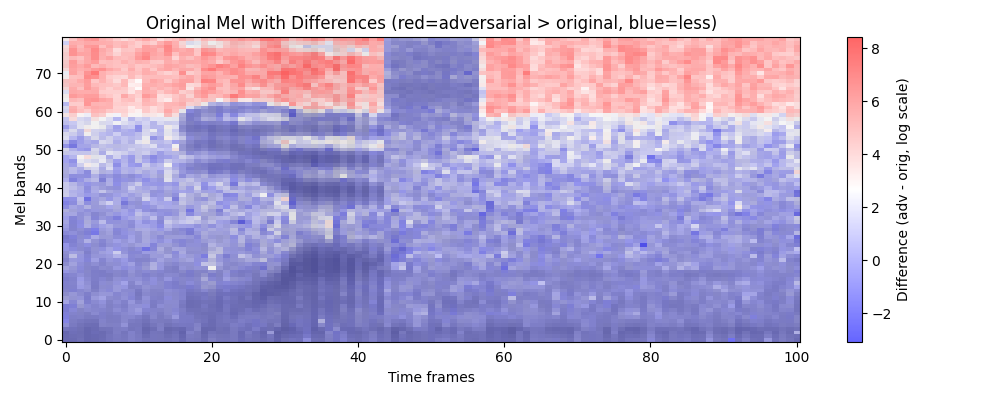 Original Mel with Differences (red=adversarial > original, blue=less)
Mel bands
70
60
50
40
30
20
10
0
0 20 40 60 80 100
Time frames
8
6
4
2
0
−2
Difference (adv - orig, log scale)